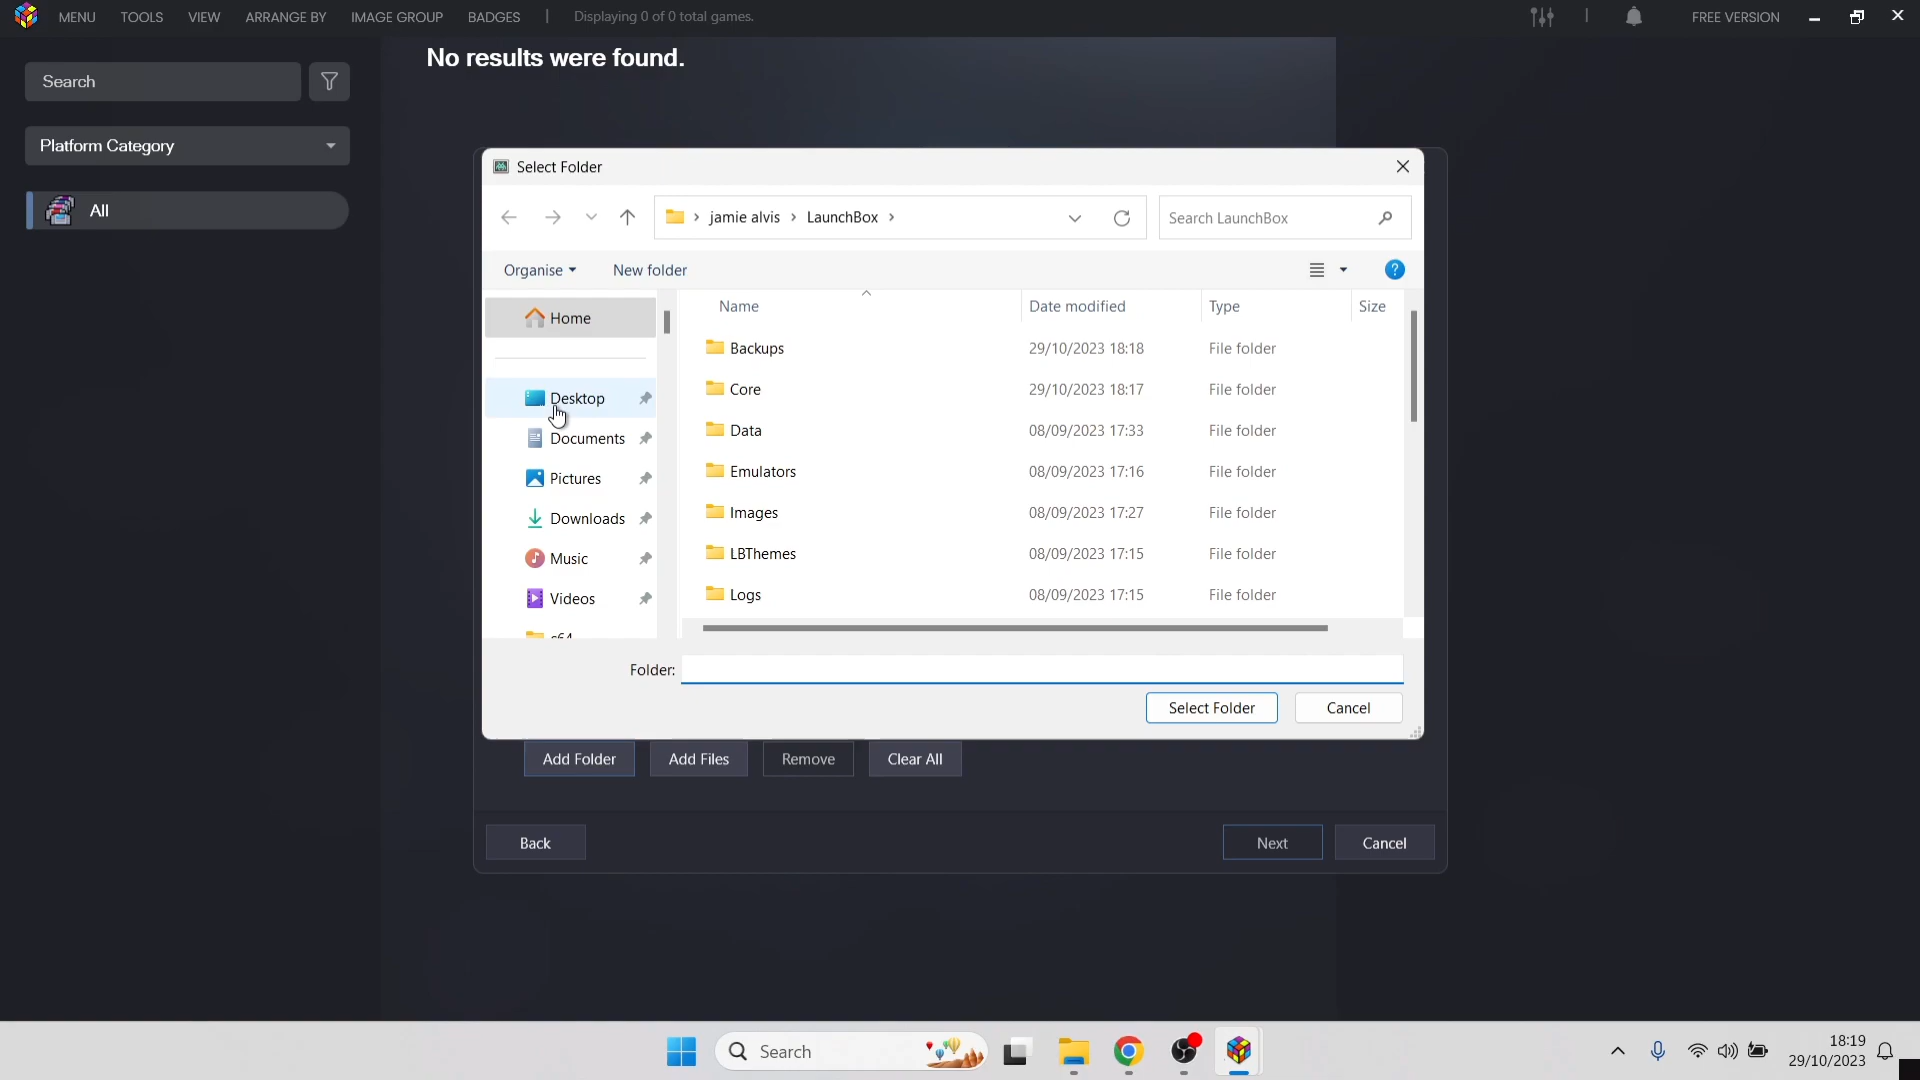 MENU TOOLS VIEW ARRANGE BY IMAGE GROUP BADGES Displaying 0 of 0 total games. FREE VERSION
No results were found.
Search
Platform Category
All
Select Folder
jamie alvis LaunchBox
Search LaunchBox
Organise New folder
Name Date modified Type Size
Home
Desktop
Documents
Pictures
Downloads
Music
Videos
c64
Backups 29/10/2023 18:18 File folder
Core 29/10/2023 18:17 File folder
Data 08/09/2023 17:33 File folder
Emulators 08/09/2023 17:16 File folder
Images 08/09/2023 17:27 File folder
LBThemes 08/09/2023 17:15 File folder
Logs 08/09/2023 17:15 File folder
Folder:
Select Folder Cancel
Add Folder Add Files Remove Clear All
Back Next Cancel
Search
18:19
29/10/2023